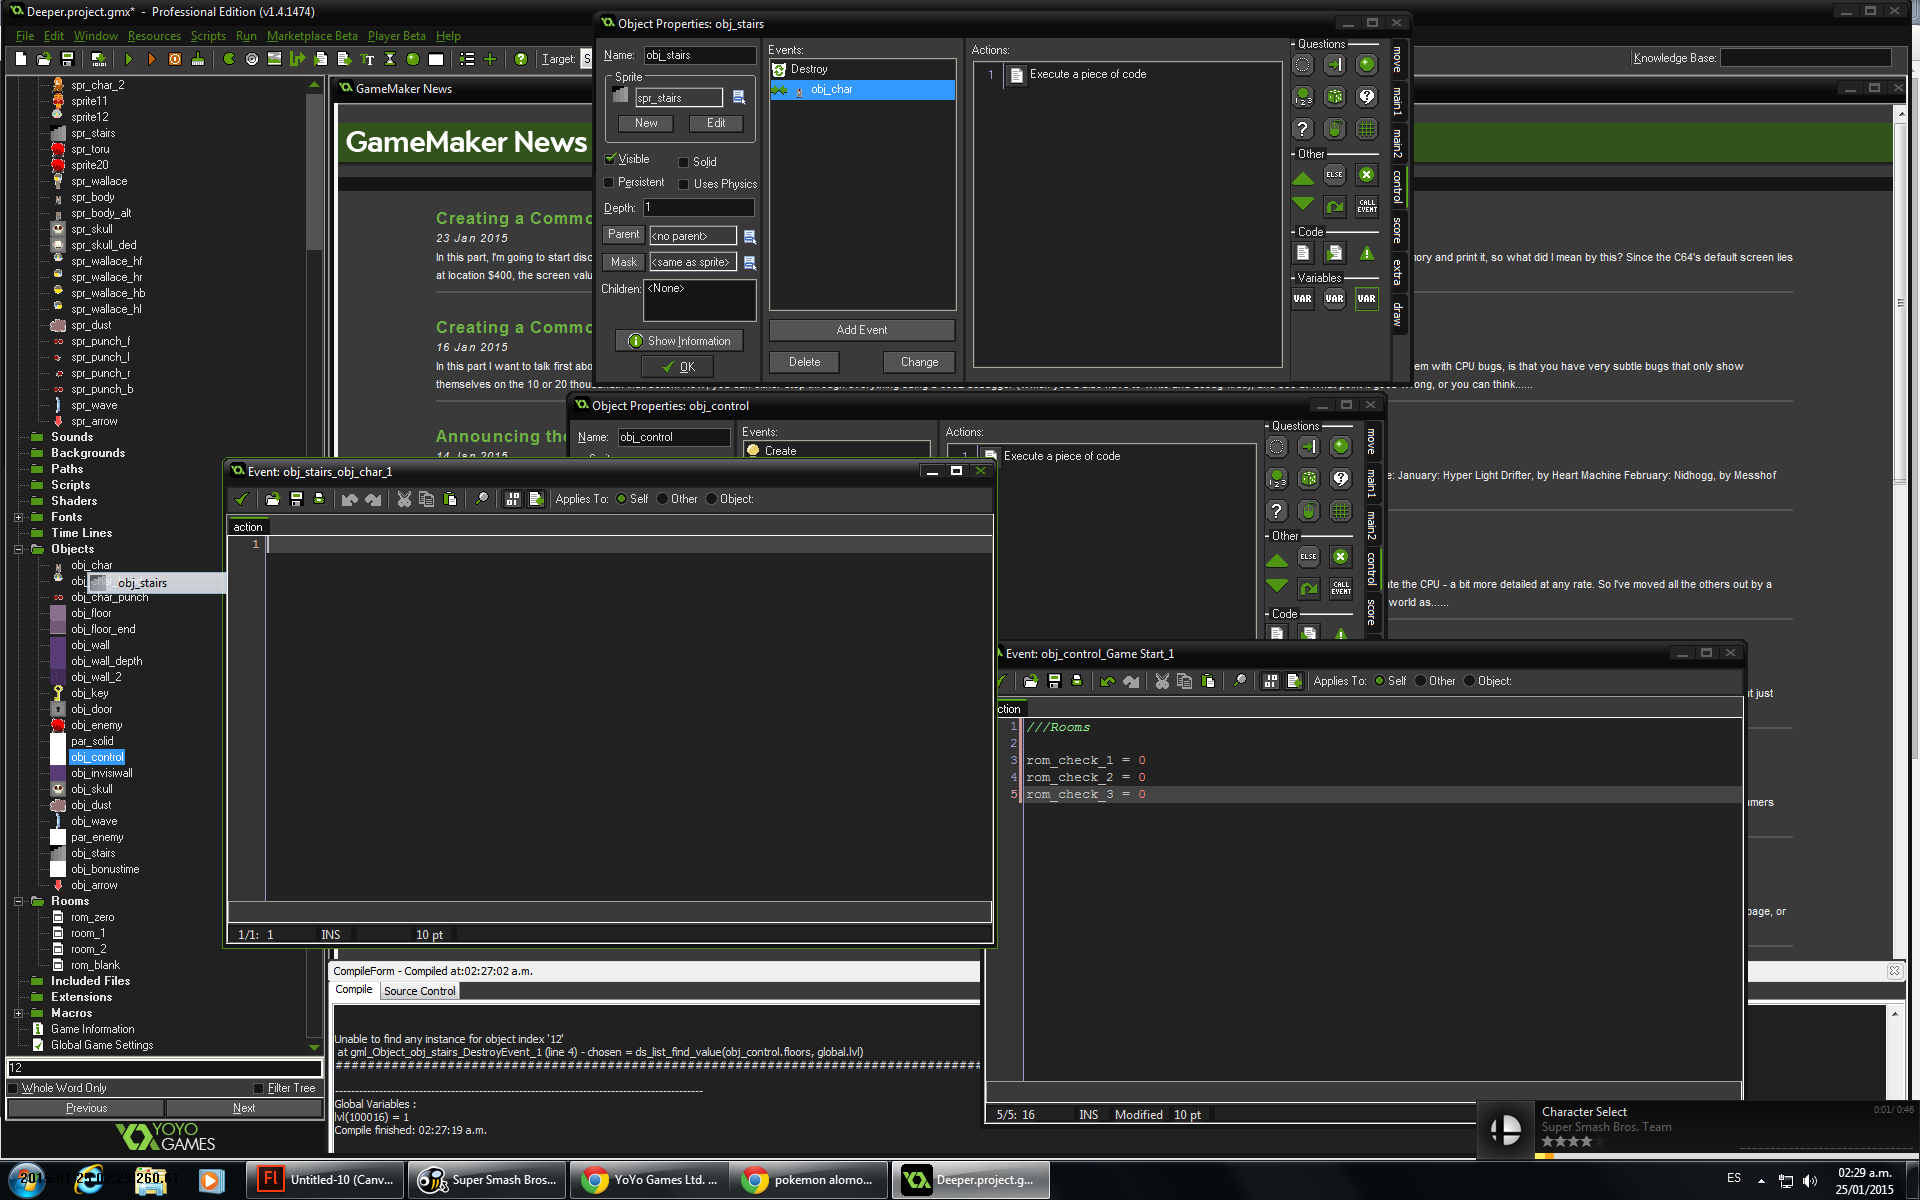 Deeper.project.gmx* - Professional Edition (v1.4.1474)
File Edit Window Resources Scripts Run Marketplace Beta Player Beta Help
Target:
Knowledge Base:
spr_char_2
sprite11
sprite12
spr_stairs
spr_toru
sprite20
spr_wallace
spr_body
spr_body_alt
spr_skull
spr_skull_ded
spr_wallace_hf
spr_wallace_hr
spr_wallace_hb
spr_wallace_hl
spr_dust
spr_punch_f
spr_punch_l
spr_punch_r
spr_punch_b
spr_wave
spr_arrow
Sounds
Backgrounds
Paths
Scripts
Shaders
Fonts
Time Lines
Objects
obj_char
obj_stairs
obj_char_punch
obj_floor
obj_floor_end
obj_wall
obj_wall_depth
obj_wall_2
obj_key
obj_door
obj_enemy
par_solid
obj_control
obj_invisiwall
obj_skull
obj_dust
obj_wave
par_enemy
obj_stairs
obj_bonustime
obj_arrow
Rooms
rom_zero
room_1
room_2
rom_blank
Included Files
Extensions
Macros
Game Information
Global Game Settings
12
Whole Word Only Filter Tree
Previous Next
YOYO
GAMES
GameMaker News
GameMaker News
Creating a Commo
23 Jan 2015
In this part, I'm going to start disc
ory and print it, so what did I mean by this? Since the C64's default screen lies
at location $400, the screen valu
Creating a Commo
16 Jan 2015
In this part I want to talk first abo
em with CPU bugs, is that you have very subtle bugs that only show
themselves on the 10 or 20 thou
ong, or you can think......
Announcing the
14 Jan 2015
: January: Hyper Light Drifter, by Heart Machine February: Nidhogg, by Messhof
ate the CPU - a bit more detailed at any rate. So I've moved all the others out by a
world as......
t just
umers
page, or
Object Properties: obj_stairs
Name: obj_stairs
Sprite
spr_stairs
New Edit
Visible Solid
Persistent Uses Physics
Depth: 1
Parent <no parent>
Mask <same as sprite>
Children: <None>
Show Information
OK
Events:
Destroy
obj_char
Add Event
Delete Change
Actions:
1 Execute a piece of code
Questions
Other
ELSE
CALL EVENT
Code
Variables
VAR VAR VAR
move
main1
main2
control
score
extra
draw
Object Properties: obj_control
Name: obj_control
Events:
Create
Actions:
1 Execute a piece of code
Questions
Other
ELSE
CALL EVENT
Code
move
main1
main2
control
score
Event: obj_stairs_obj_char_1
Applies To: Self Other Object:
action
1
1/1: 1 INS 10 pt
Event: obj_control_Game Start_1
Applies To: Self Other Object:
ction
1 ///Rooms
2
3 rom_check_1 = 0
4 rom_check_2 = 0
5 rom_check_3 = 0
5/5: 16 INS Modified 10 pt
CompileForm - Compiled at:02:27:02 a.m.
Compile Source Control
Unable to find any instance for object index '12'
at gml_Object_obj_stairs_DestroyEvent_1 (line 4) - chosen = ds_list_find_value(obj_control.floors, global.lvl)
Global Variables :
lvl(100016) = 1
Compile finished: 02:27:19 a.m.
Character Select
Super Smash Bros. Team
0:01/ 0:46
Untitled-10 (Canv...
Super Smash Bros...
YoYo Games Ltd. ...
pokemon alomo...
Deeper.project.g...
ES
02:29 a.m.
25/01/2015